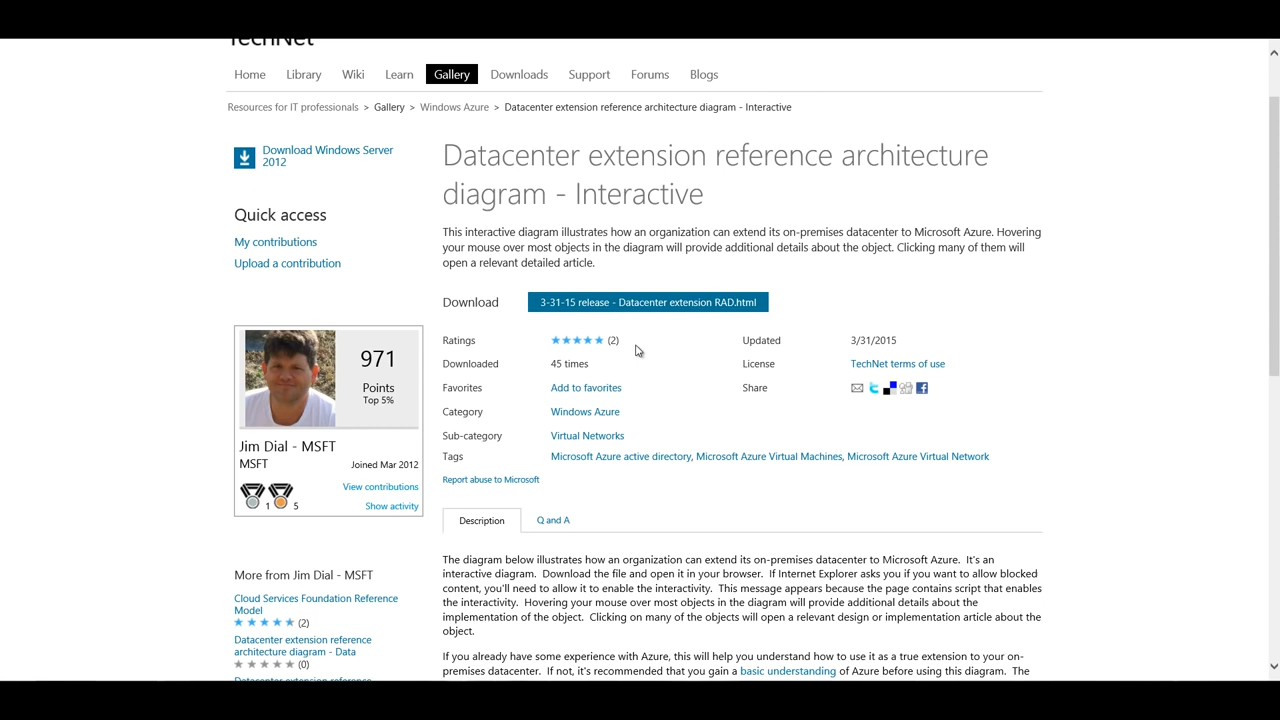 TechNet
Home Library Wiki Learn Gallery Downloads Support Forums Blogs
Resources for IT professionals > Gallery > Windows Azure > Datacenter extension reference architecture diagram - Interactive
Download Windows Server
2012
Quick access
My contributions
Upload a contribution
971
Points
Top 5%
Jim Dial - MSFT
MSFT
Joined Mar 2012
View contributions
1 5
Show activity
More from Jim Dial - MSFT
Cloud Services Foundation Reference
Model
(2)
Datacenter extension reference
architecture diagram - Data
(0)
Datacenter extension reference
Datacenter extension reference architecture
diagram - Interactive
This interactive diagram illustrates how an organization can extend its on-premises datacenter to Microsoft Azure. Hovering
your mouse over most objects in the diagram will provide additional details about the object. Clicking many of them will
open a relevant detailed article.
Download 3-31-15 release - Datacenter extension RAD.html
Ratings (2) Updated 3/31/2015
Downloaded 45 times License TechNet terms of use
Favorites Add to favorites Share
Category Windows Azure
Sub-category Virtual Networks
Tags Microsoft Azure active directory, Microsoft Azure Virtual Machines, Microsoft Azure Virtual Network
Report abuse to Microsoft
Description Q and A
The diagram below illustrates how an organization can extend its on-premises datacenter to Microsoft Azure. It's an
interactive diagram. Download the file and open it in your browser. If Internet Explorer asks you if you want to allow blocked
content, you'll need to allow it to enable the interactivity. This message appears because the page contains script that enables
the interactivity. Hovering your mouse over most objects in the diagram will provide additional details about the
implementation of the object. Clicking on many of the objects will open a relevant design or implementation article about the
object.
If you already have some experience with Azure, this will help you understand how to use it as a true extension to your on-
premises datacenter. If not, it's recommended that you gain a basic understanding of Azure before using this diagram. The